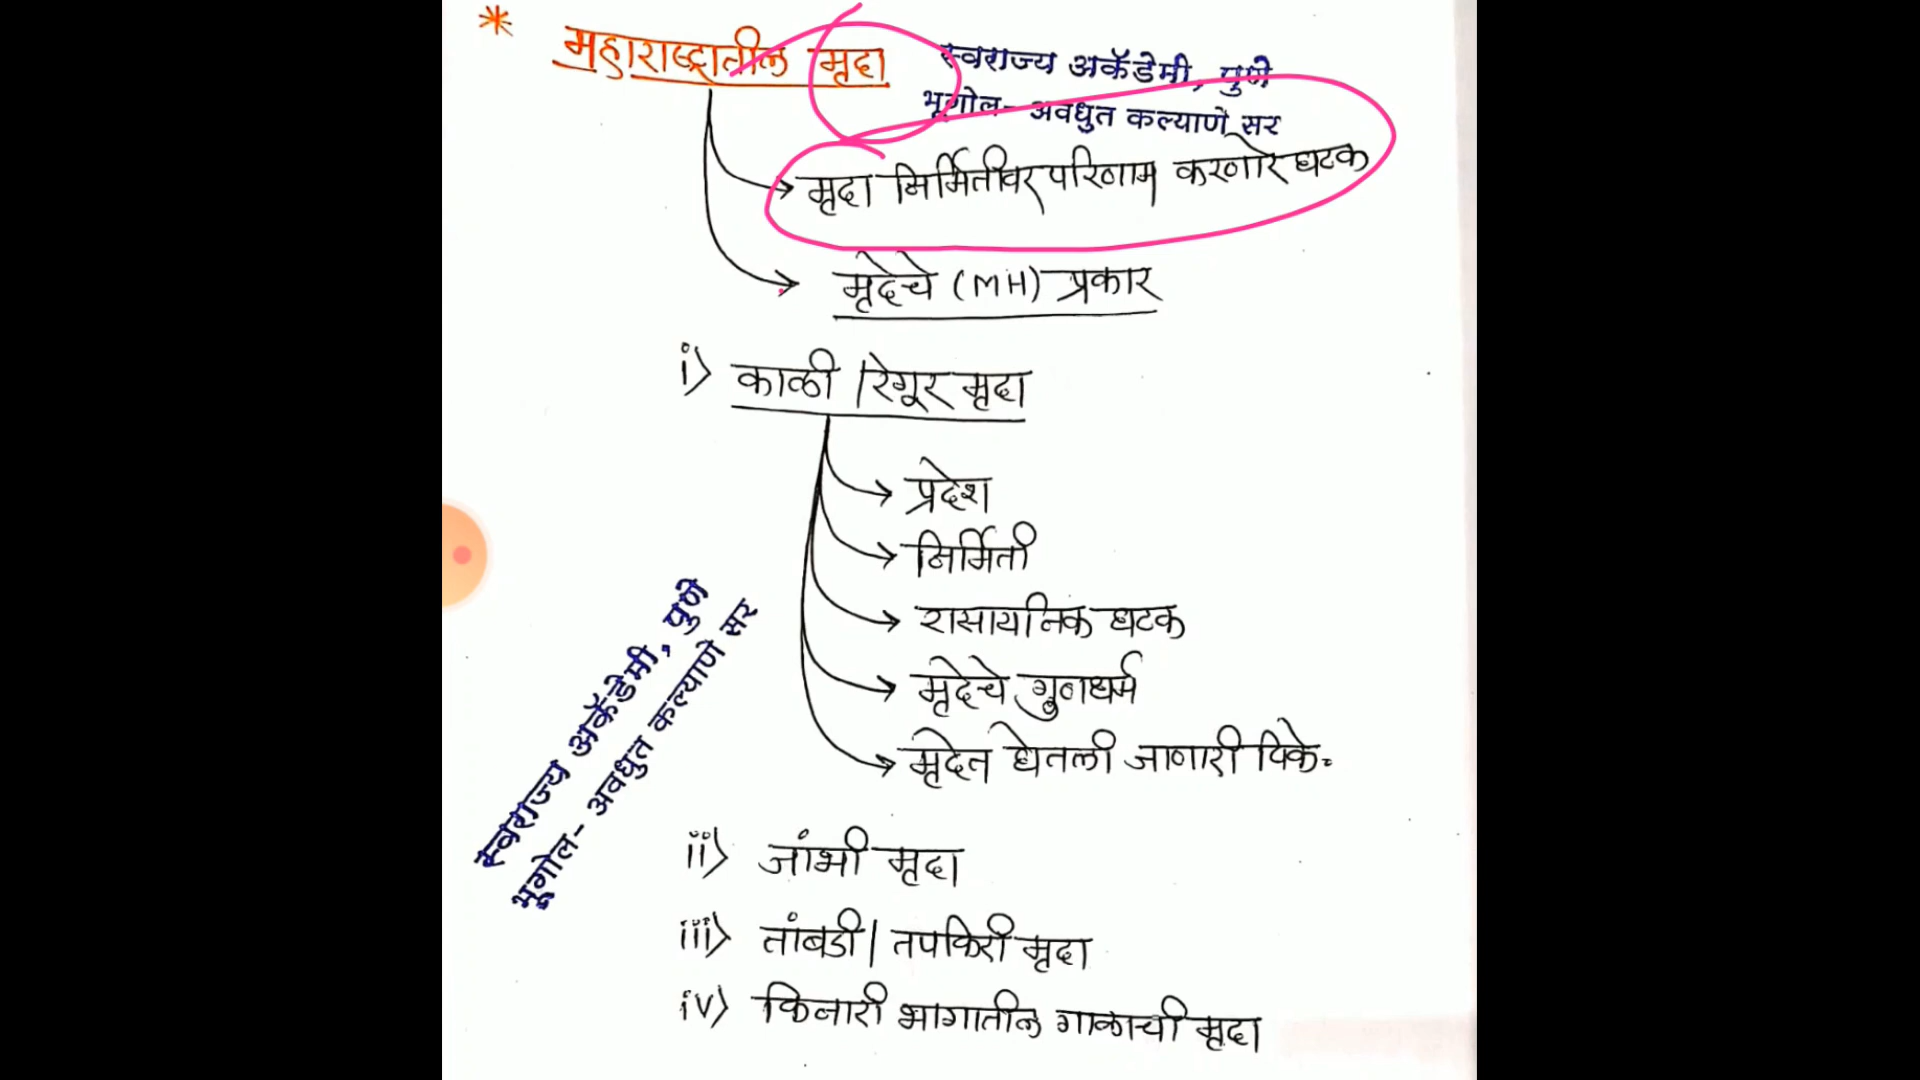 * महाराष्ट्रातील मृदा
स्वराज्य अकॅडेमी, पुणे
भूगोल- अवधुत कल्याणे सर
मृदा निर्मितीवर परिणाम करणारे घटक
मृदेचे (MH) प्रकार
i) काळी / रेगूर मृदा
प्रदेश
निर्मिती
रासायनिक घटक
मृदेचे गुणधर्म
मृदेत घेतली जाणारी पिके.
स्वराज्य अकॅडेमी, पुणे
भूगोल- अवधुत कल्याणे सर
ii) जांभी मृदा
iii) तांबडी / तपकिरी मृदा
iv) किनारी भागातील गाळाची मृदा